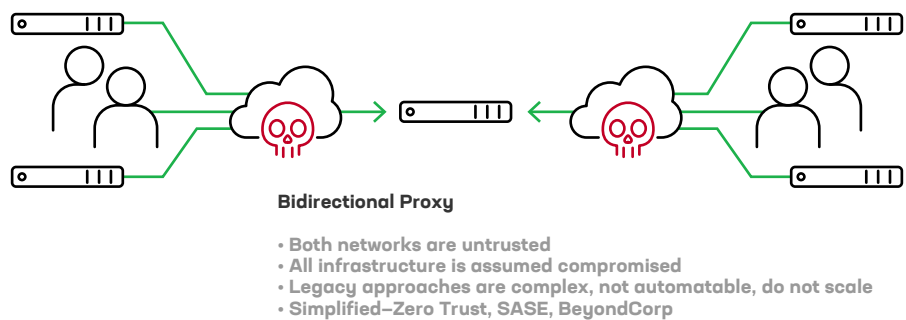 Bidirectional Proxy
• Both networks are untrusted
• All infrastructure is assumed compromised
• Legacy approaches are complex, not automatable, do not scale
• Simplified–Zero Trust, SASE, BeyondCorp